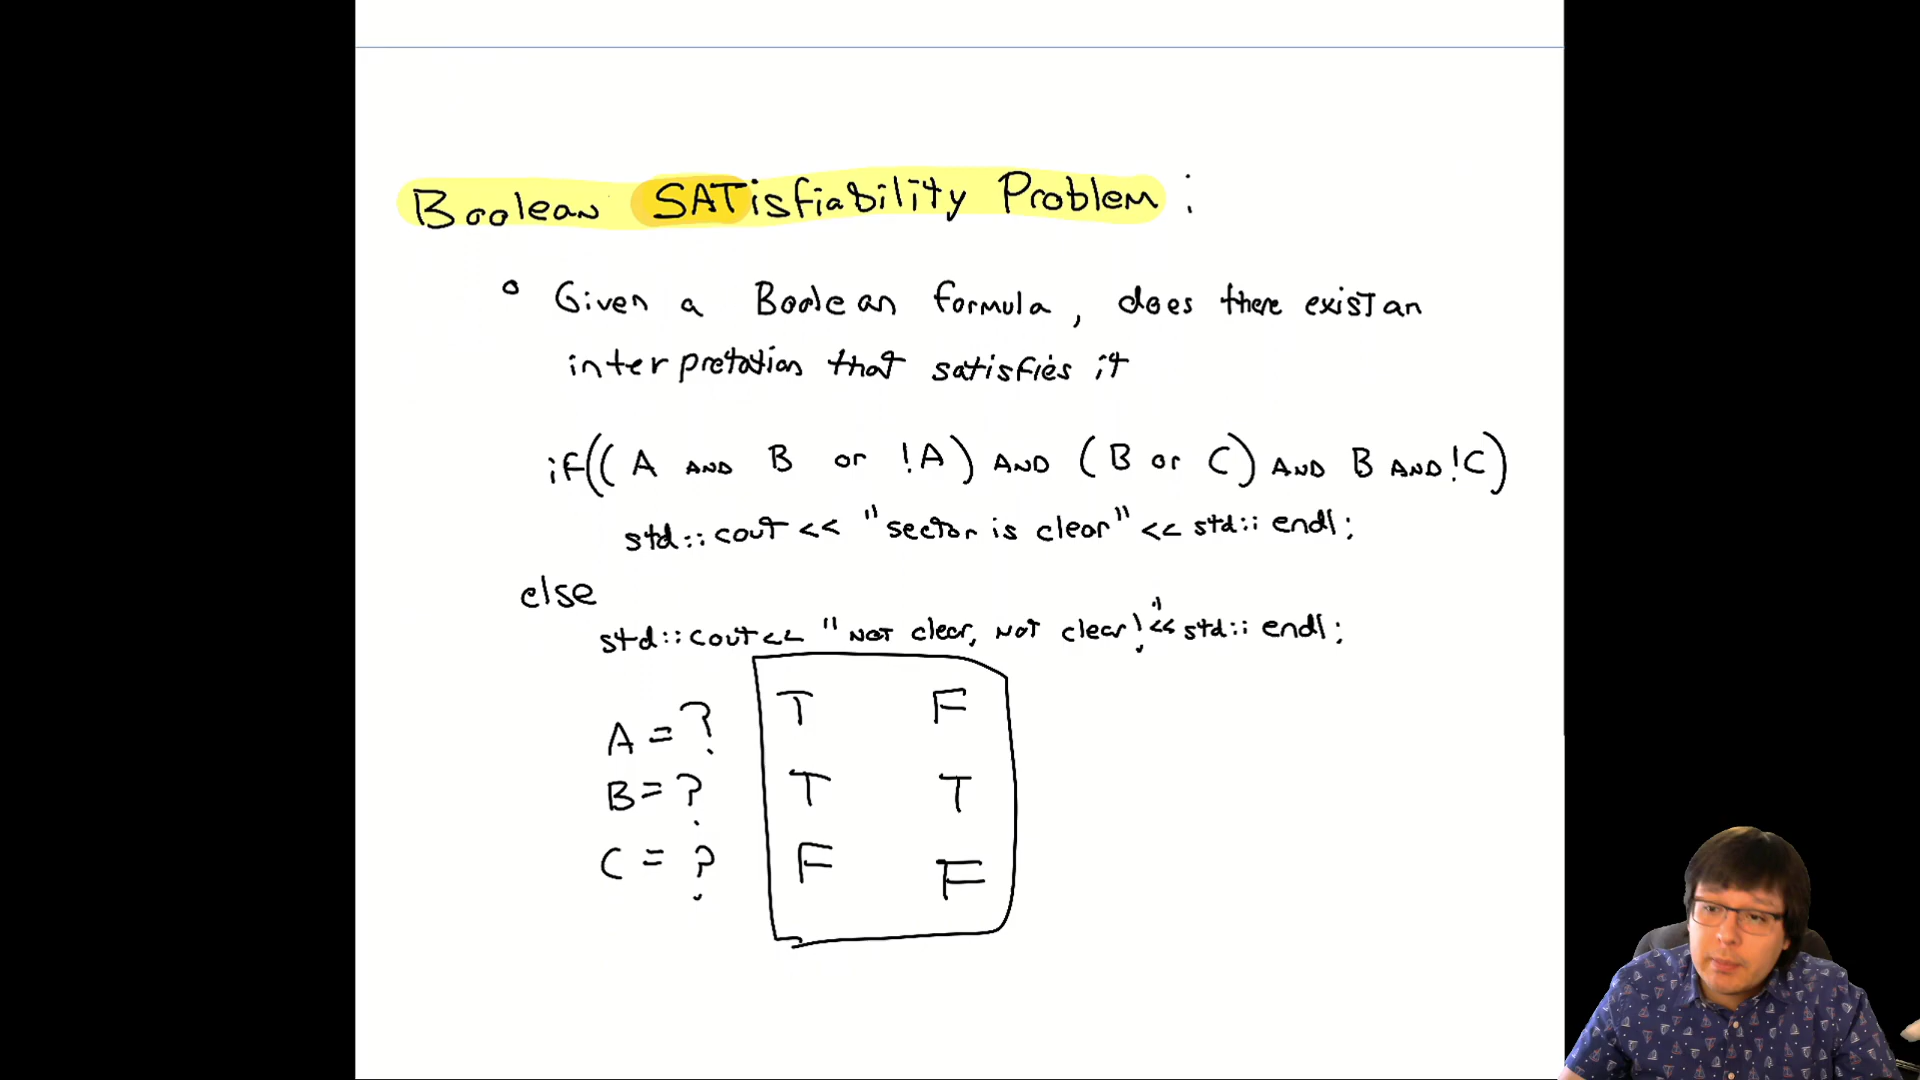 Boolean SATisfiability Problem :
° Given a Boolean formula, does there exist an
interpretation that satisfies it
if(( A AND B or !A) AND (B or C) AND B AND !C)
std::cout << "sector is clear" << std:: endl;
else
std::cout << "Not clear, not clear!" << std:: endl;
A = ? T F
B = ? T T
C = ? F F